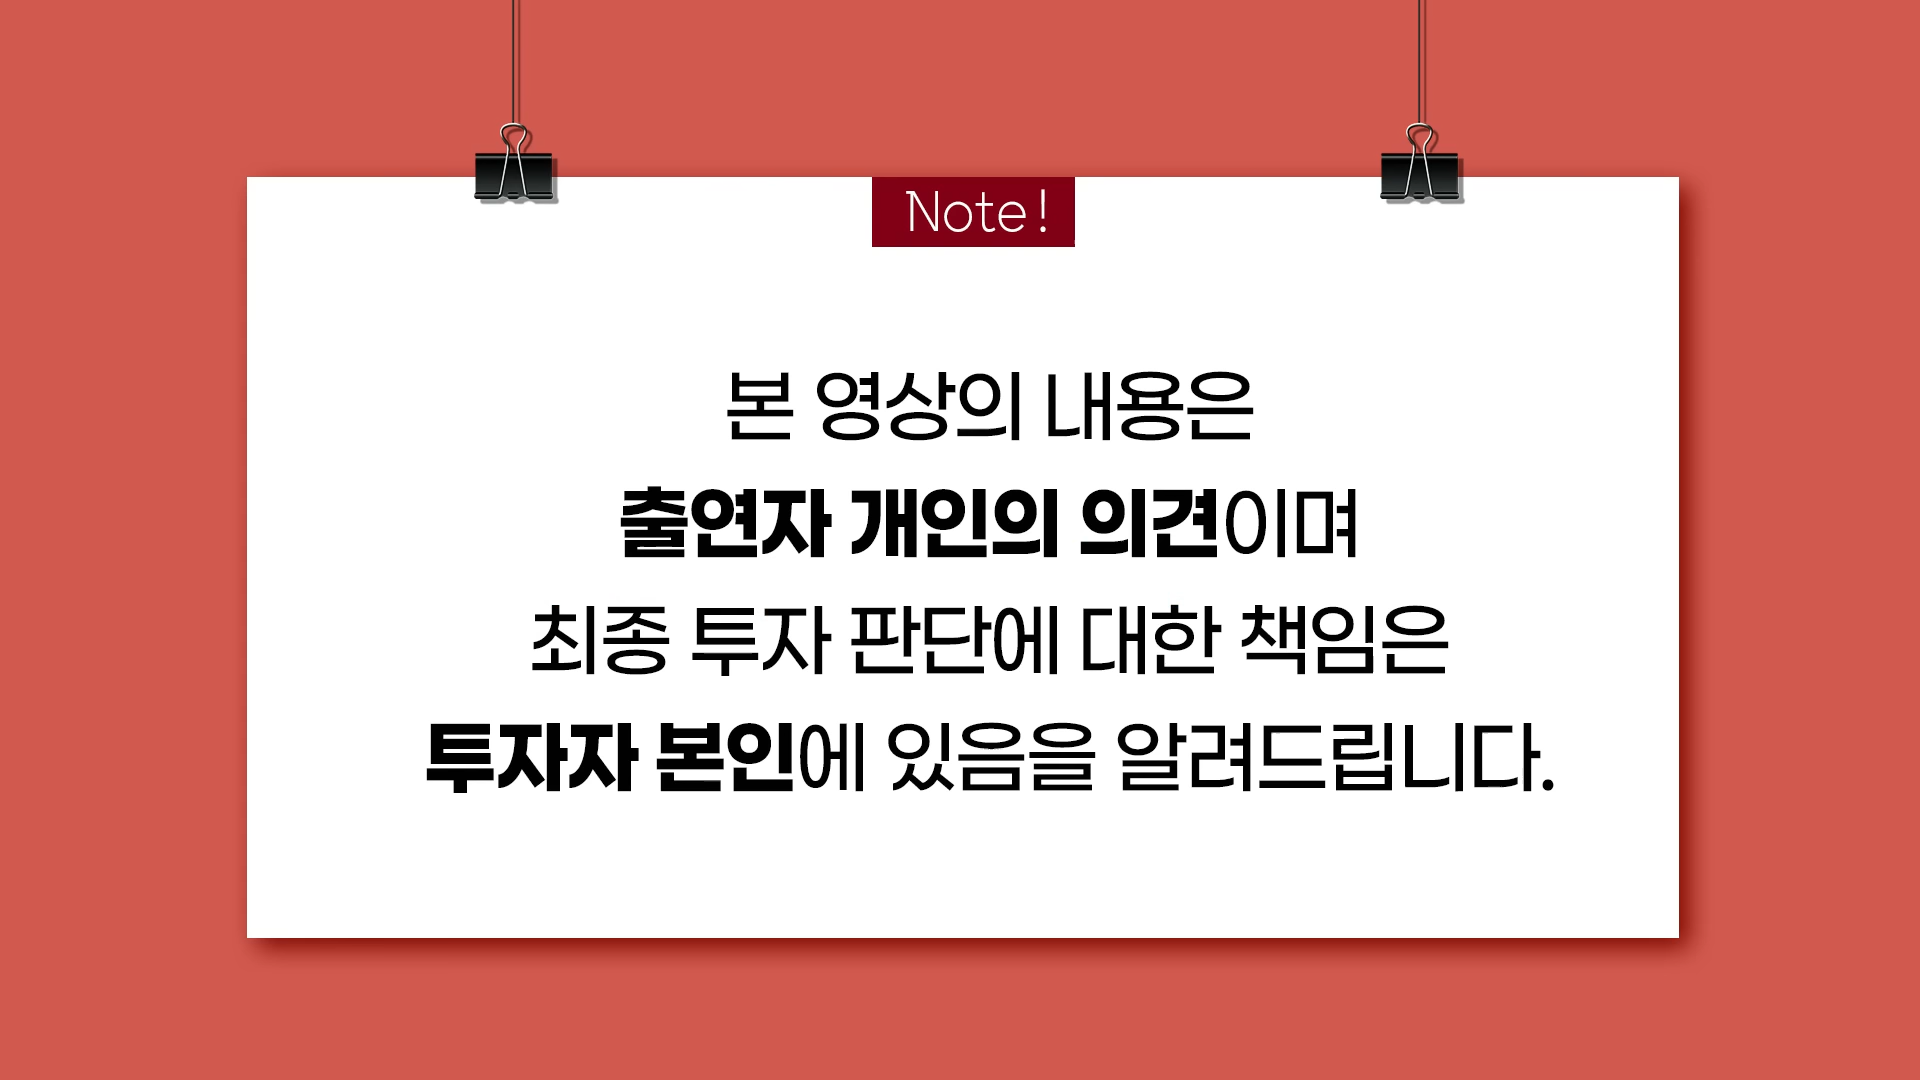 Note!
본 영상의 내용은
출연자 개인의 의견이며
최종 투자 판단에 대한 책임은
투자자 본인에 있음을 알려드립니다.